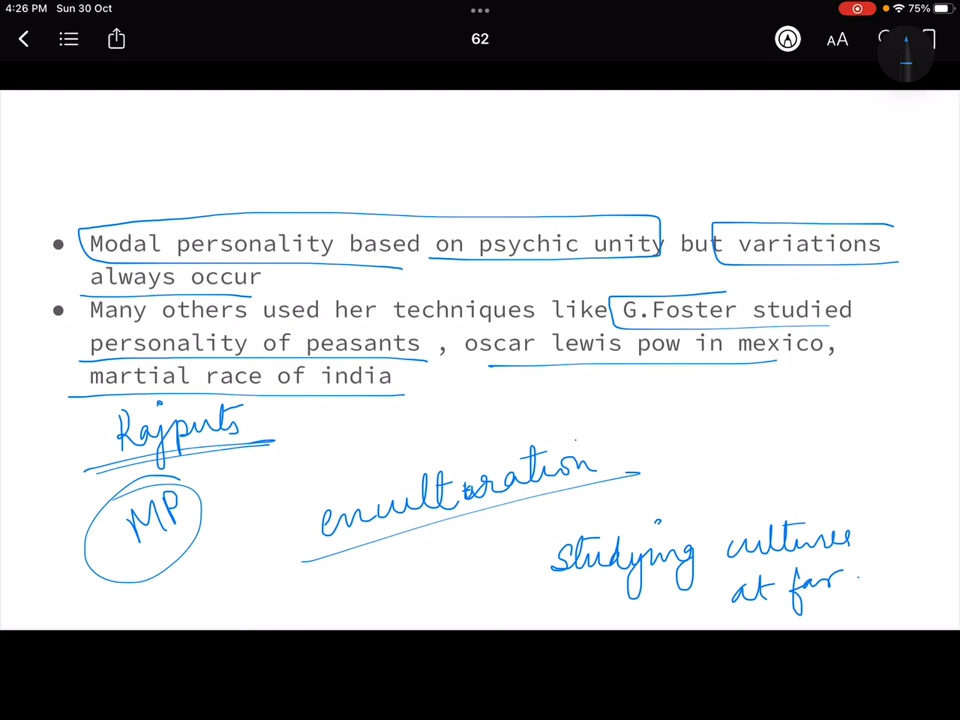 4:26 PM Sun 30 Oct
75%
62
AA
• Modal personality based on psychic unity but variations
always occur
• Many others used her techniques like G.Foster studied
personality of peasants , oscar lewis pow in mexico,
martial race of india
Rajputs
MP
enculturation
studying cultures
at far